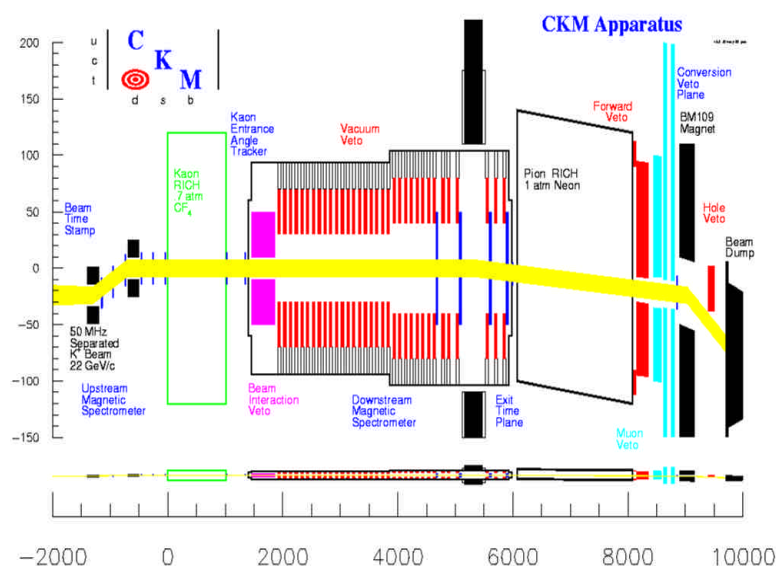 CKM Apparatus
u
c
t
C
K
M
d s b
200
150
100
50
0
−50
−100
−150
Beam
Time
Stamp
Kaon
RICH
.7 atm
CF4
Kaon
Entrance
Angle
Tracker
Vacuum
Veto
Pion RICH
1 atm Neon
Forward
Veto
Conversion
Veto
Plane
BM109
Magnet
Hole
Veto
Beam
Dump
50 MHz
Separated
K+ Beam
22 GeV/c
Upstream
Magnetic
Spectrometer
Beam
Interaction
Veto
Downstream
Magnetic
Spectrometer
Exit
Time
Plane
Muon
Veto
−2000 0 2000 4000 6000 8000 10000